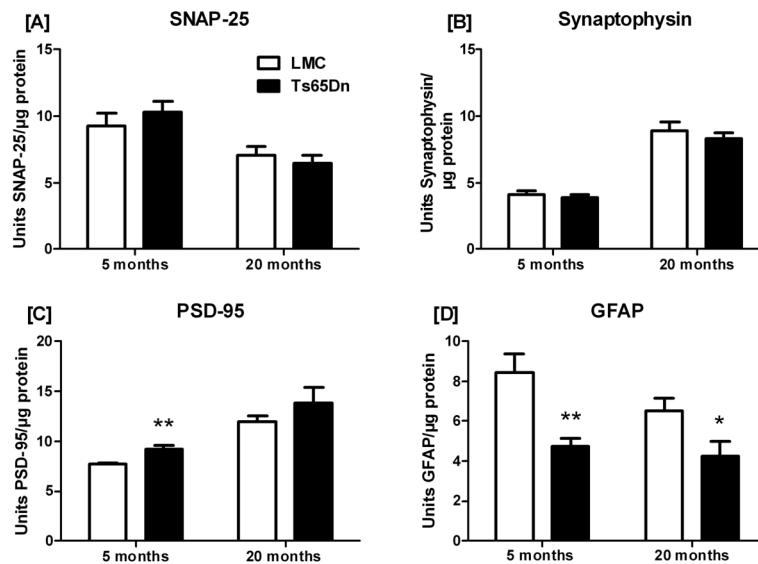 [A] SNAP-25
Units SNAP-25/µg protein
15
10
5
0
LMC
Ts65Dn
5 months 20 months
[B] Synaptophysin
Units Synaptophysin/
µg protein
15
10
5
0
5 months 20 months
[C] PSD-95
Units PSD-95/µg protein
20
15
10
5
0
**
5 months 20 months
[D] GFAP
Units GFAP/µg protein
10
8
6
4
2
0
**
*
5 months 20 months